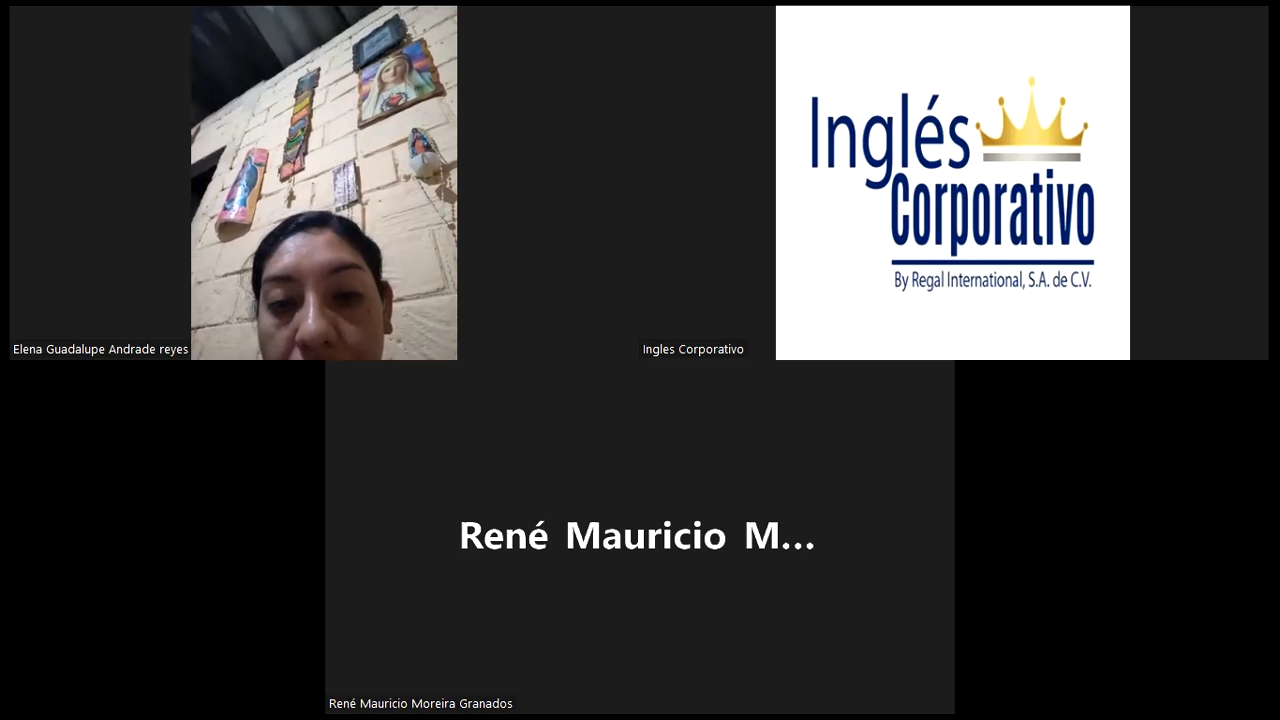 Inglés
Corporativo
By Regal International, S.A. de C.V.
Elena Guadalupe Andrade reyes
Ingles Corporativo
René Mauricio M...
René Mauricio Moreira Granados